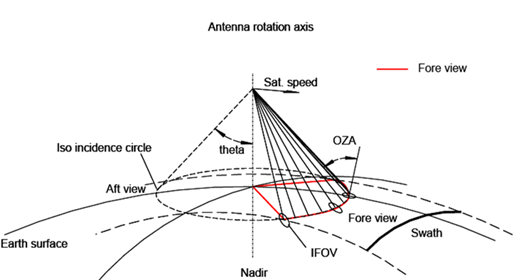 Antenna rotation axis
Sat. speed
Fore view
OZA
Iso incidence circle
theta
Aft view
Fore view
Swath
Earth surface
IFOV
Nadir